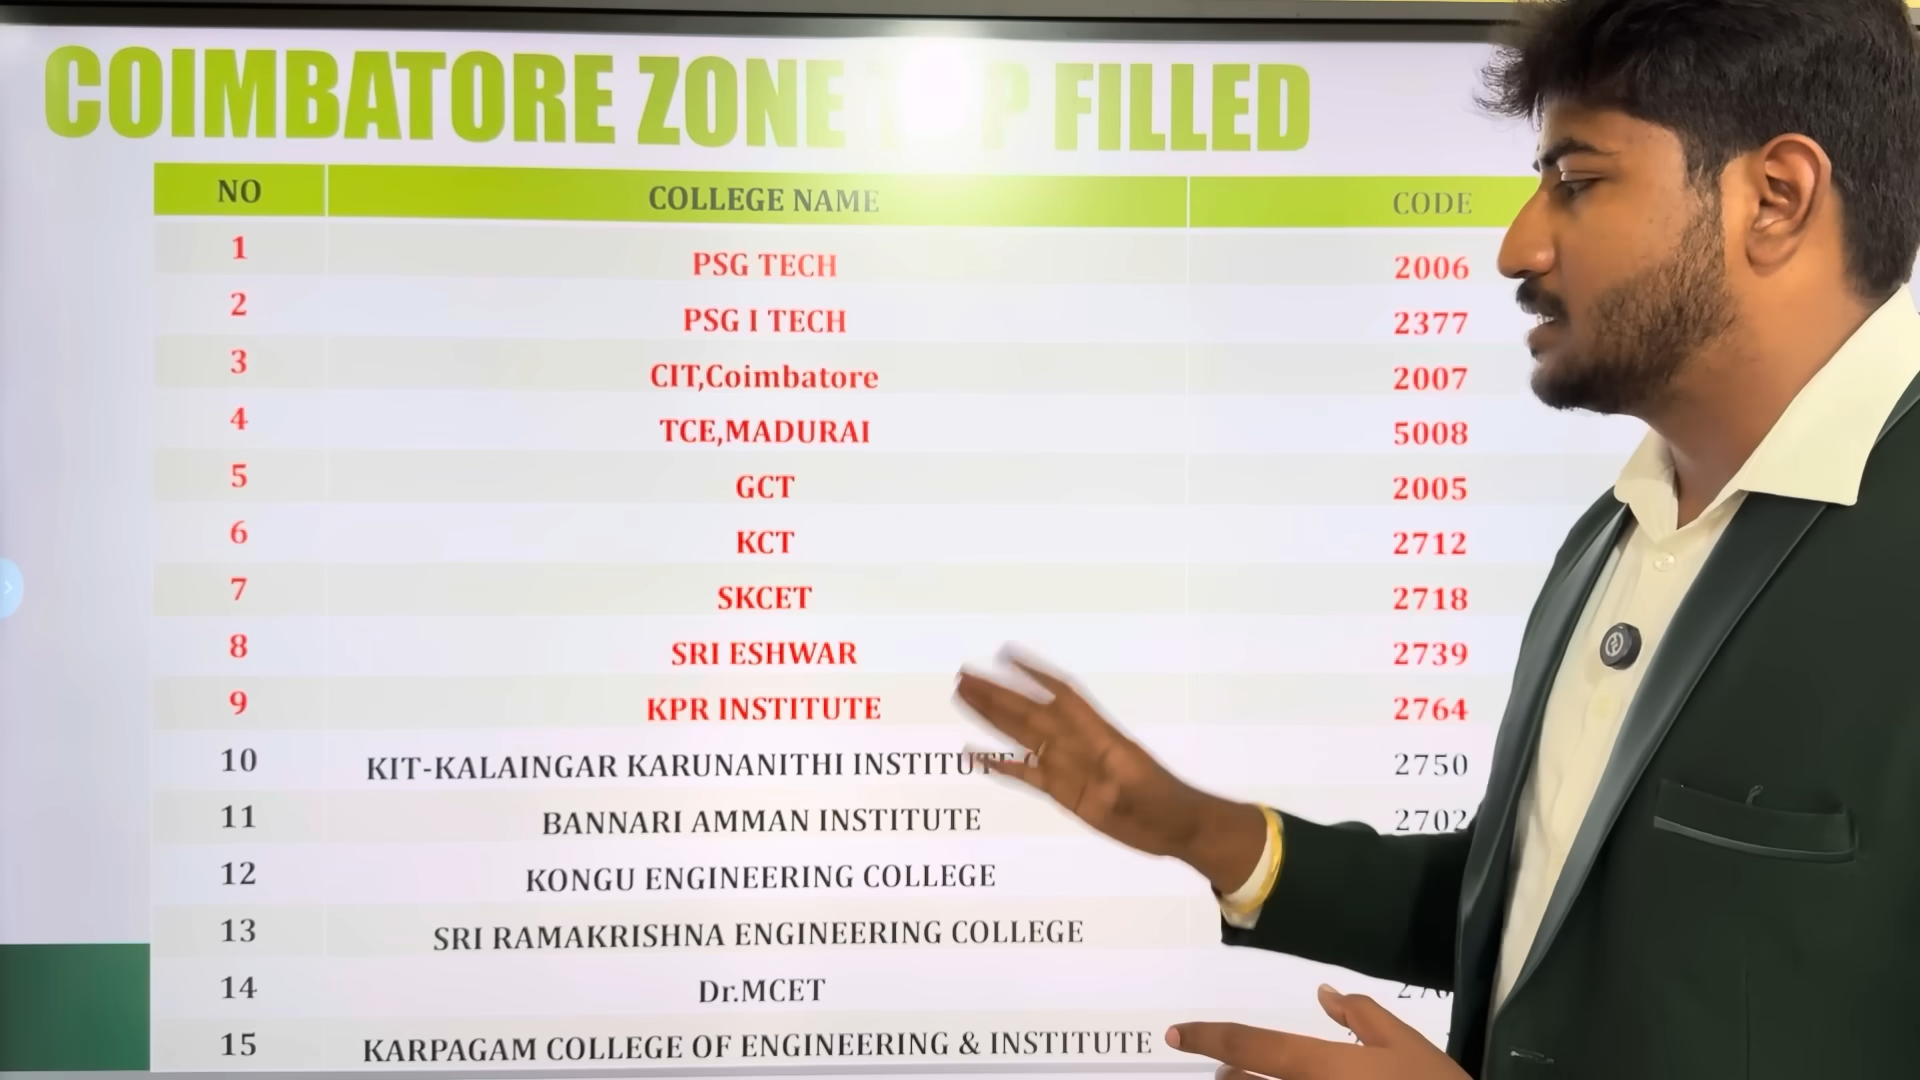 COIMBATORE ZONE TOP FILLED
NO COLLEGE NAME CODE
1 PSG TECH 2006
2 PSG I TECH 2377
3 CIT,Coimbatore 2007
4 TCE,MADURAI 5008
5 GCT 2005
6 KCT 2712
7 SKCET 2718
8 SRI ESHWAR 2739
9 KPR INSTITUTE 2764
10 KIT-KALAINGAR KARUNANITHI INSTITUTE 2750
11 BANNARI AMMAN INSTITUTE 2702
12 KONGU ENGINEERING COLLEGE
13 SRI RAMAKRISHNA ENGINEERING COLLEGE
14 Dr.MCET
15 KARPAGAM COLLEGE OF ENGINEERING & INSTITUTE